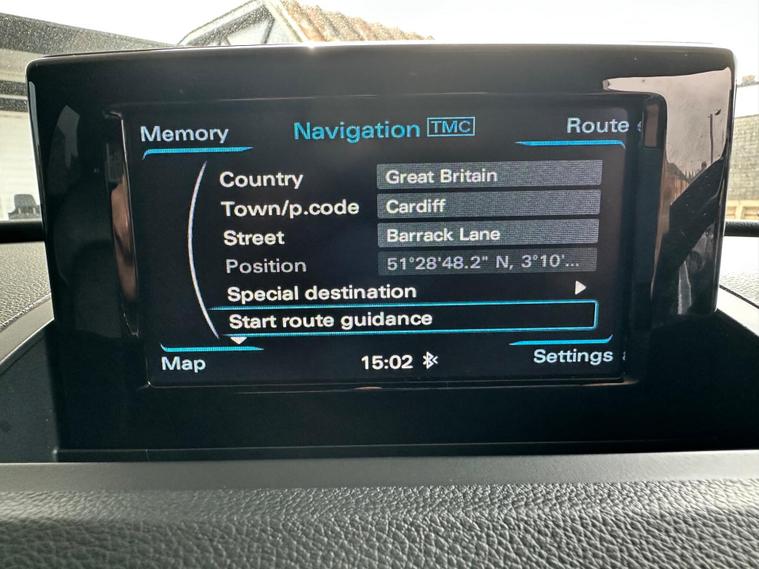 Memory Navigation TMC Route
Country Great Britain
Town/p.code Cardiff
Street Barrack Lane
Position 51°28'48.2" N, 3°10'...
Special destination
Start route guidance
Map 15:02 Settings